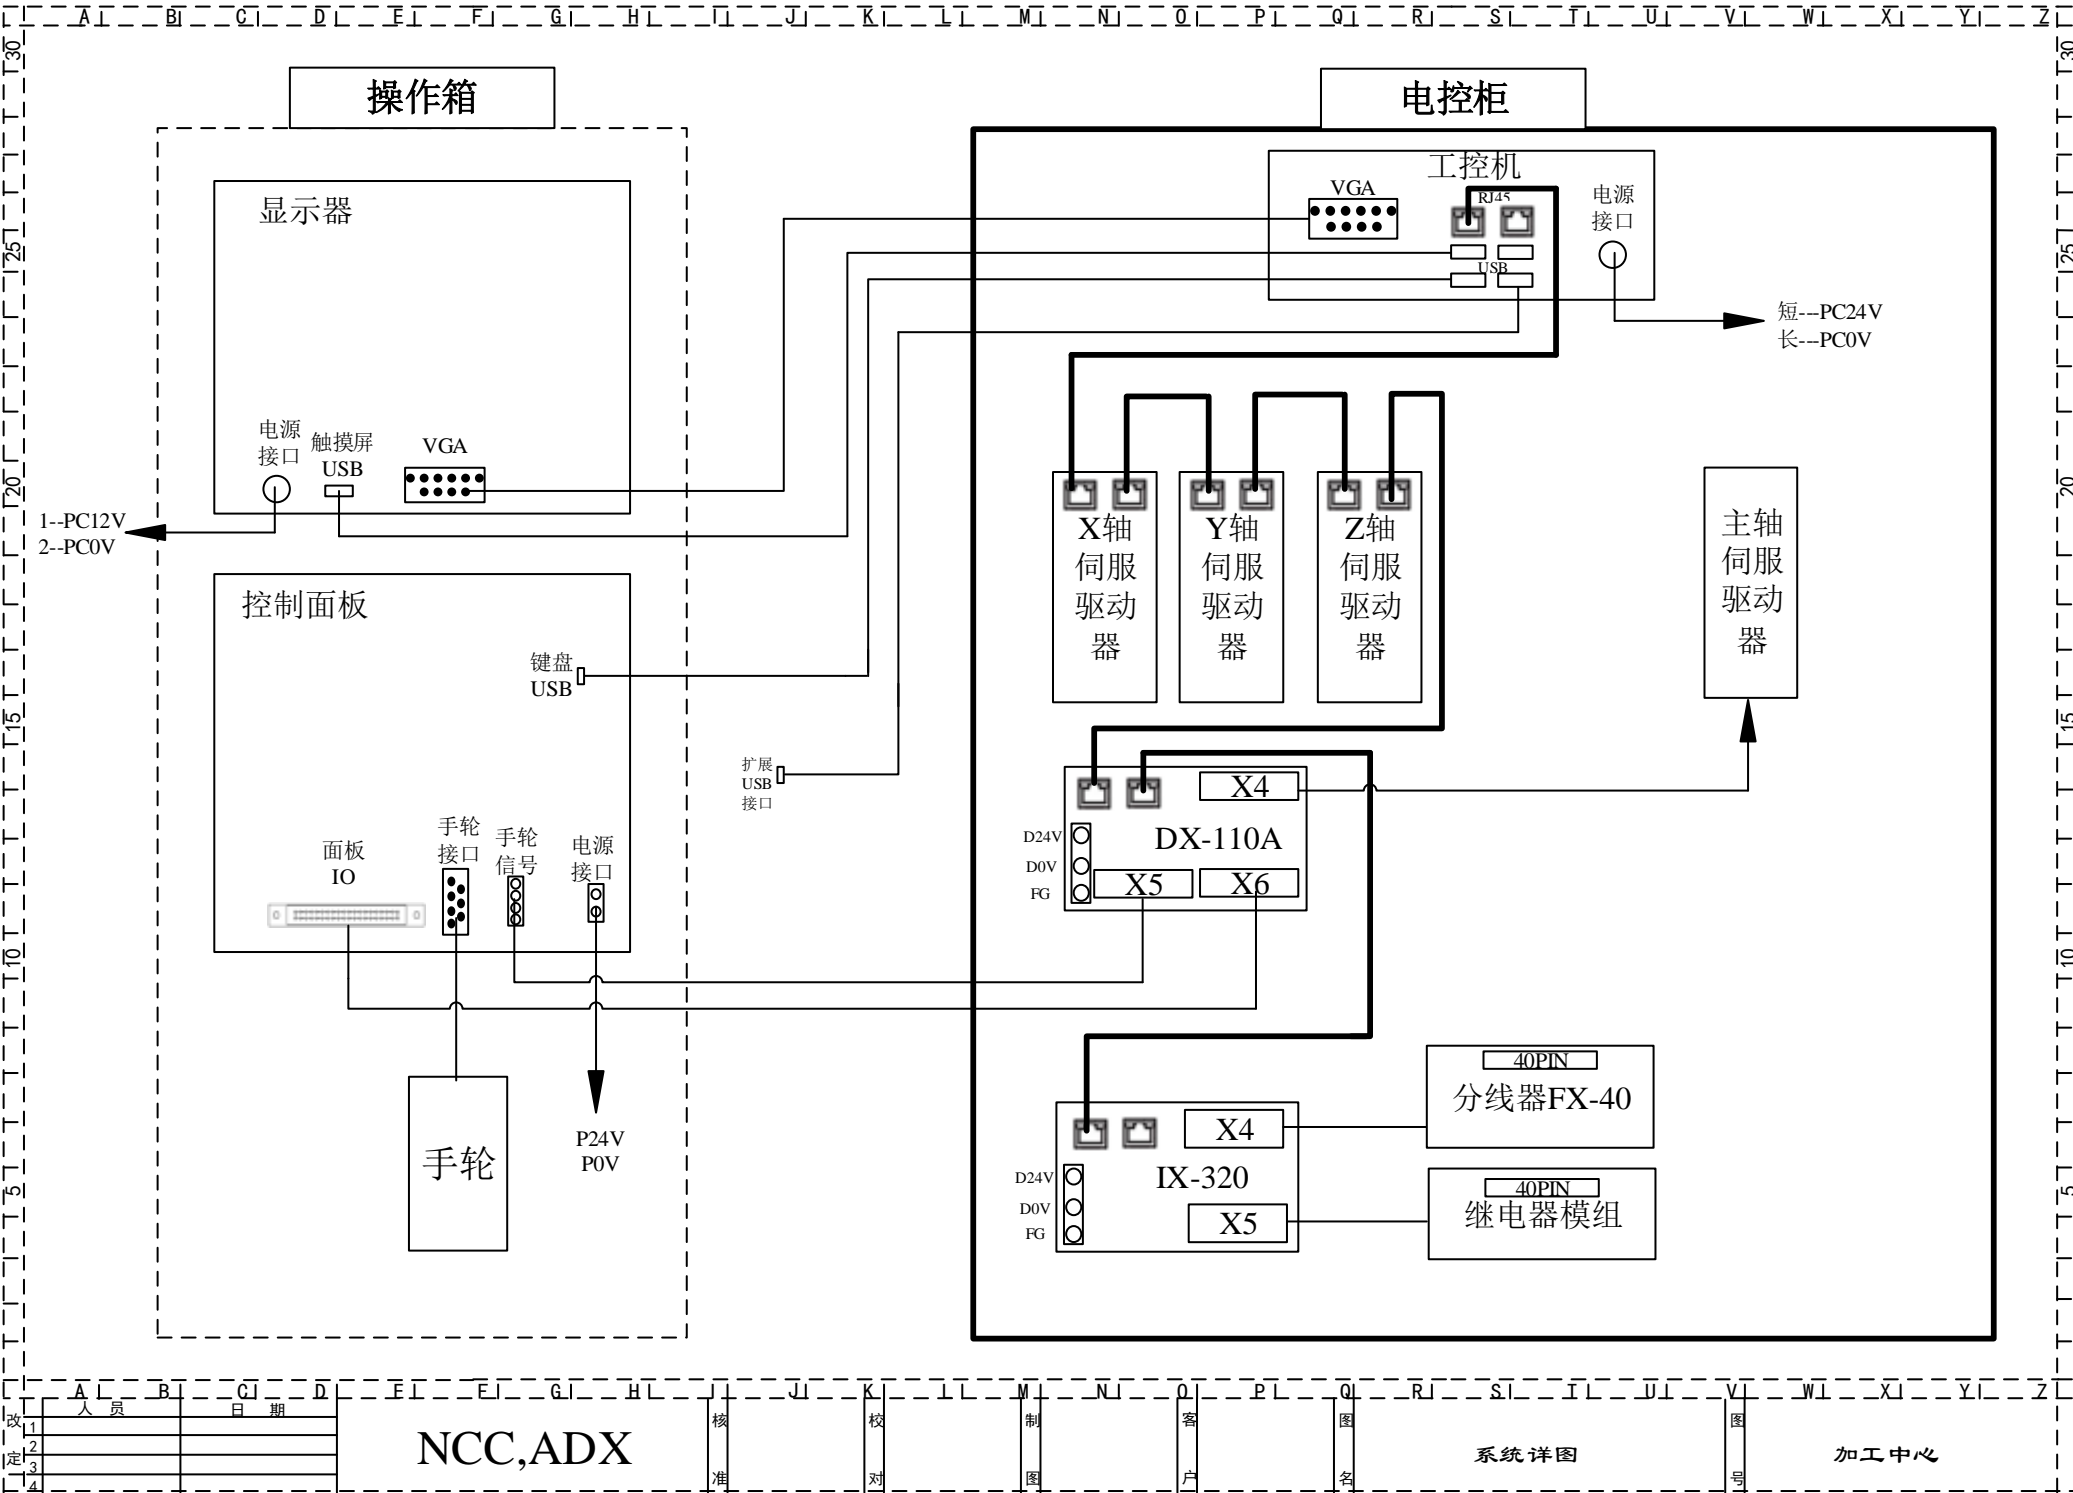 A B C D E F G H I J K L M N O P Q R S T U V W X Y Z
30
30
操作箱
电控柜
显示器
工控机
VGA
RJ45
电源
接口
25
25
USB
短---PC24V
长---PC0V
电源
接口
触摸屏
USB
VGA
20
20
1--PC12V
2--PC0V
X轴
伺服
驱动
器
Y轴
伺服
驱动
器
Z轴
伺服
驱动
器
主轴
伺服
驱动
器
控制面板
键盘
USB
15
15
扩展
USB
接口
X4
DX-110A
D24V
D0V
FG
X5
X6
面板
IO
手轮
接口
手轮
信号
电源
接口
10
10
手轮
P24V
P0V
40PIN
分线器FX-40
X4
IX-320
D24V
D0V
FG
X5
40PIN
继电器模组
5
5
A B C D E F G H I J K L M N O P Q R S T U V W X Y Z
改定
人 员
日 期
1
2
3
4
NCC,ADX
核准
校对
制图
客户
图名
系统详图
图号
加工中心